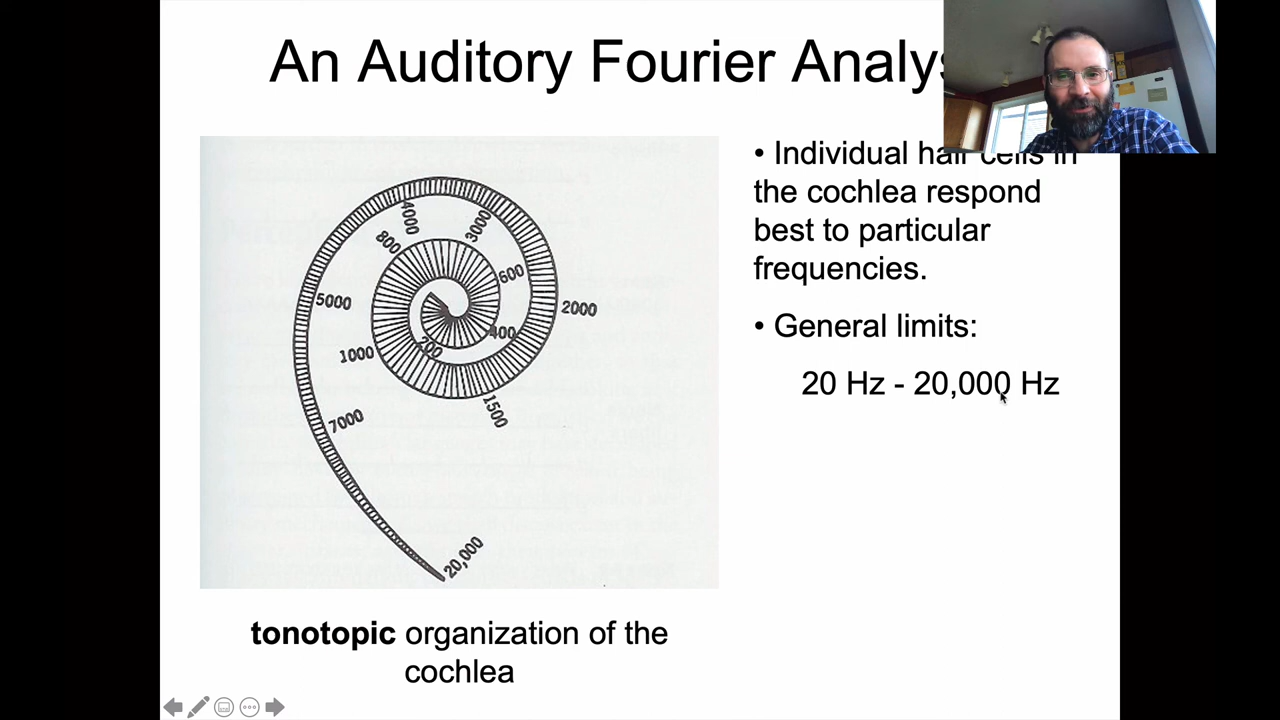 An Auditory Fourier Analys
• Individual hair cells in
the cochlea respond
best to particular
frequencies.
• General limits:
20 Hz - 20,000 Hz
4000
3000
800
600
5000
2000
400
200
1000
1500
7000
20,000
tonotopic organization of the
cochlea